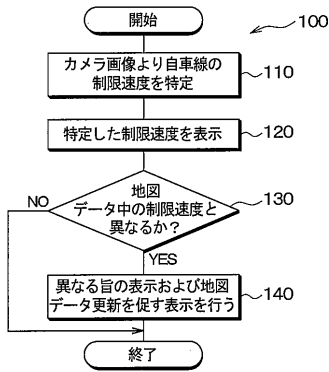 開始
100
カメラ画像より自車線の
制限速度を特定
110
特定した制限速度を表示
120
地図
データ中の制限速度と
異なるか?
130
NO
YES
異なる旨の表示および地図
データ更新を促す表示を行う
140
終了